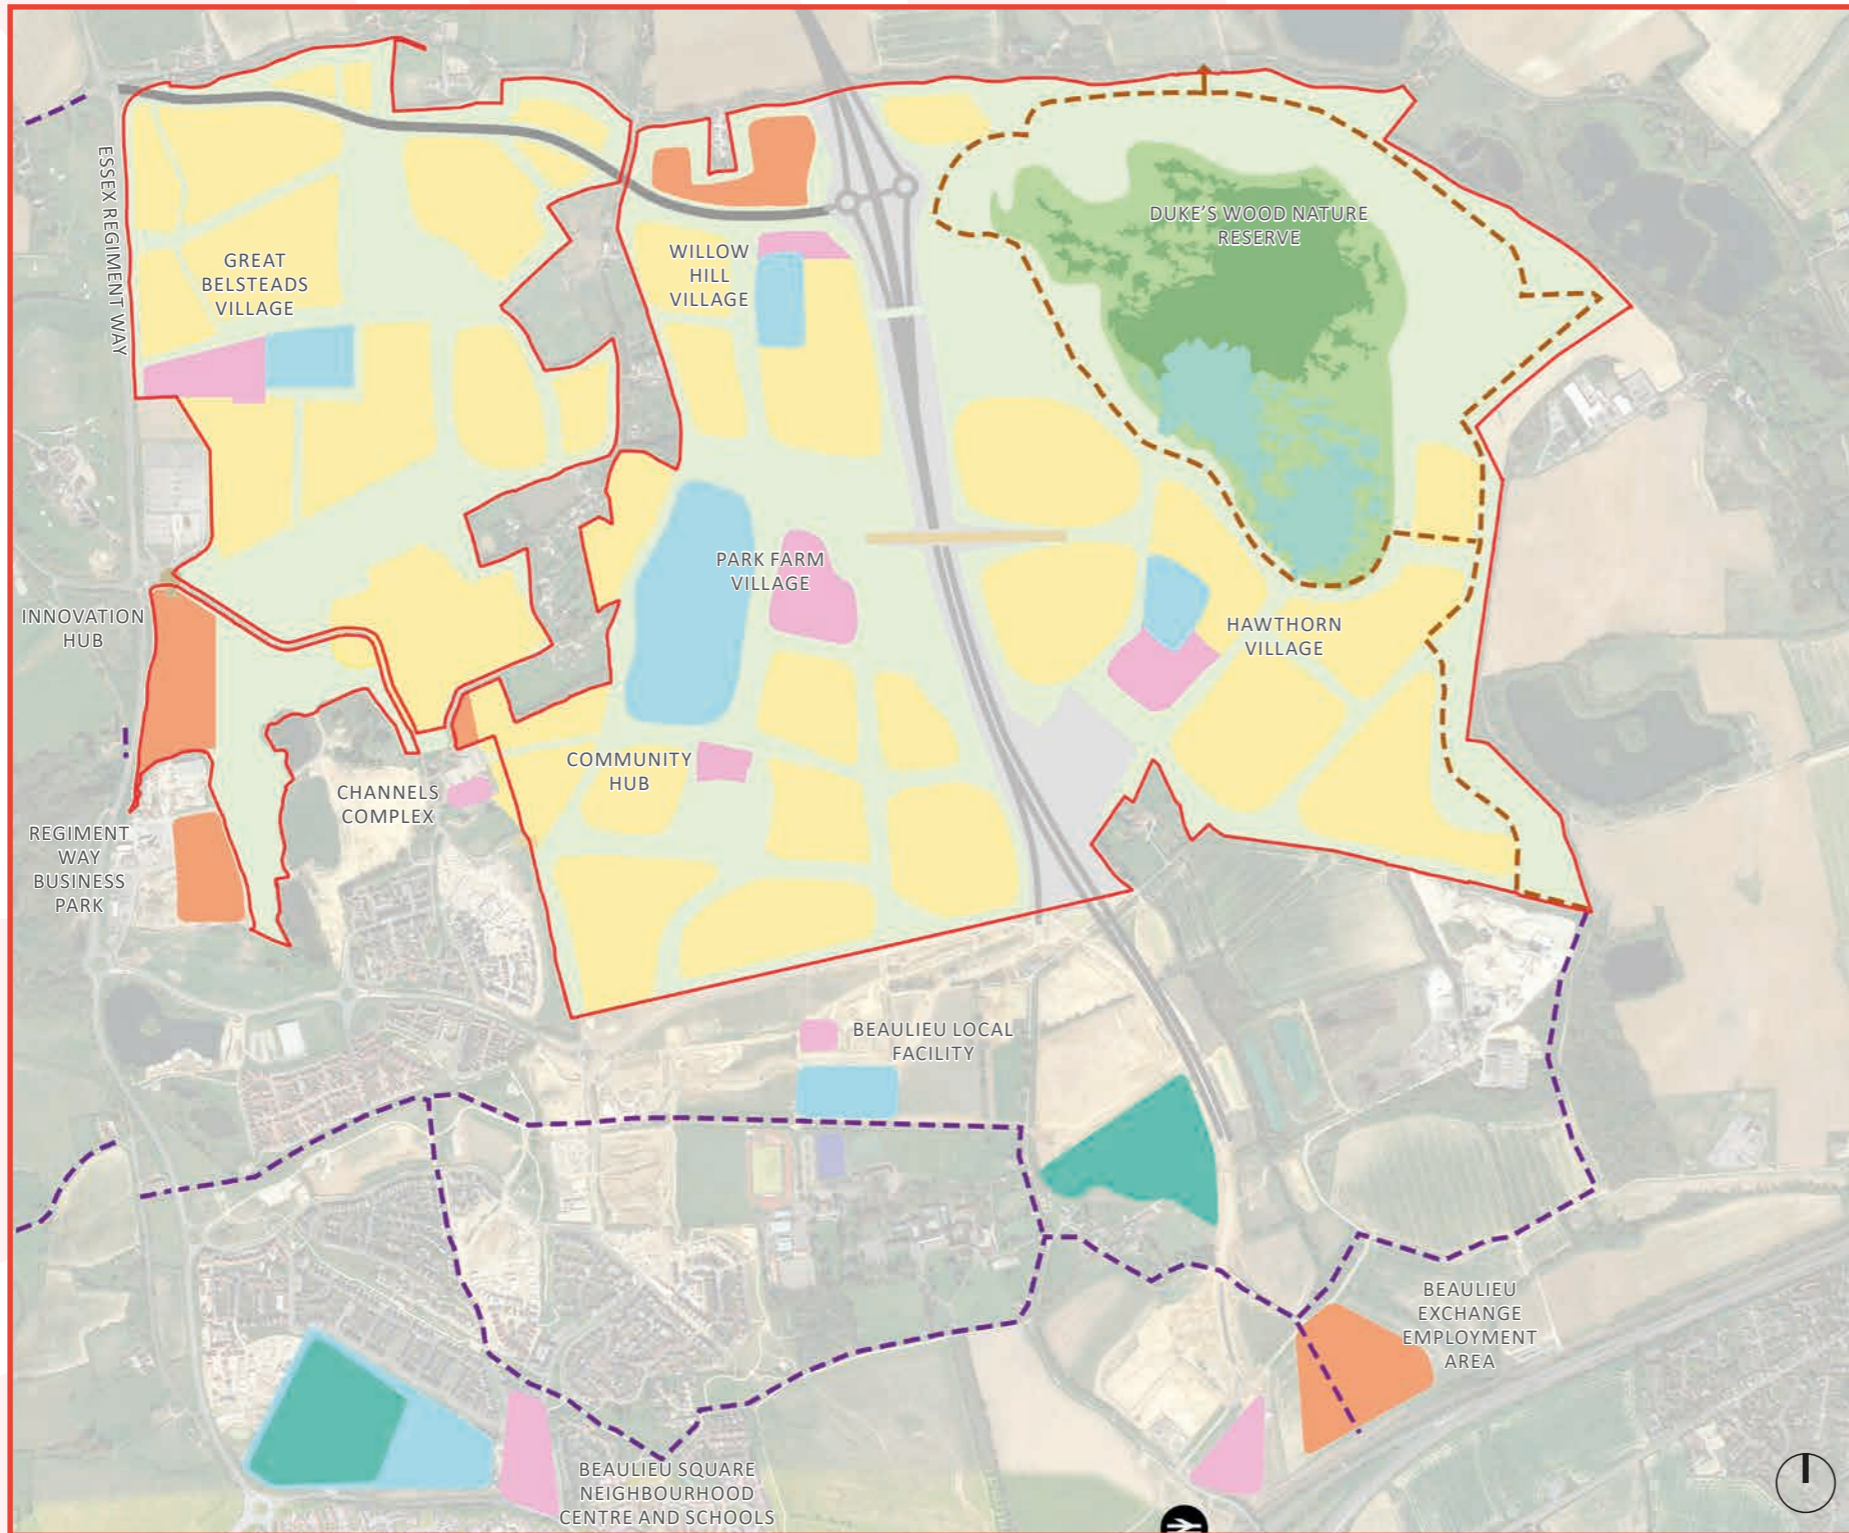 DUKE'S WOOD NATURE
RESERVE
ESSEX REGIMENT WAY
WILLOW
HILL
VILLAGE
GREAT
BELSTEADS
VILLAGE
PARK FARM
VILLAGE
INNOVATION
HUB
HAWTHORN
VILLAGE
COMMUNITY
HUB
CHANNELS
COMPLEX
REGIMENT
WAY
BUSINESS
PARK
BEAULIEU LOCAL
FACILITY
BEAULIEU
EXCHANGE
EMPLOYMENT
AREA
BEAULIEU SQUARE
NEIGHBOURHOOD
CENTRE AND SCHOOLS